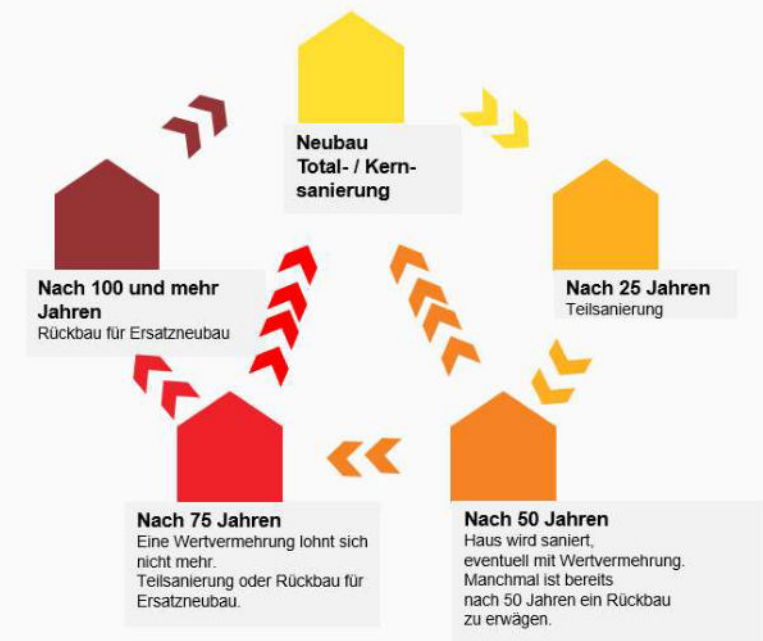 Neubau
Total- / Kern-
sanierung
Nach 25 Jahren
Teilsanierung
Nach 50 Jahren
Haus wird saniert,
eventuell mit Wertvermehrung.
Manchmal ist bereits
nach 50 Jahren ein Rückbau
zu erwägen.
Nach 75 Jahren
Eine Wertvermehrung lohnt sich
nicht mehr.
Teilsanierung oder Rückbau für
Ersatzneubau.
Nach 100 und mehr
Jahren
Rückbau für Ersatzneubau